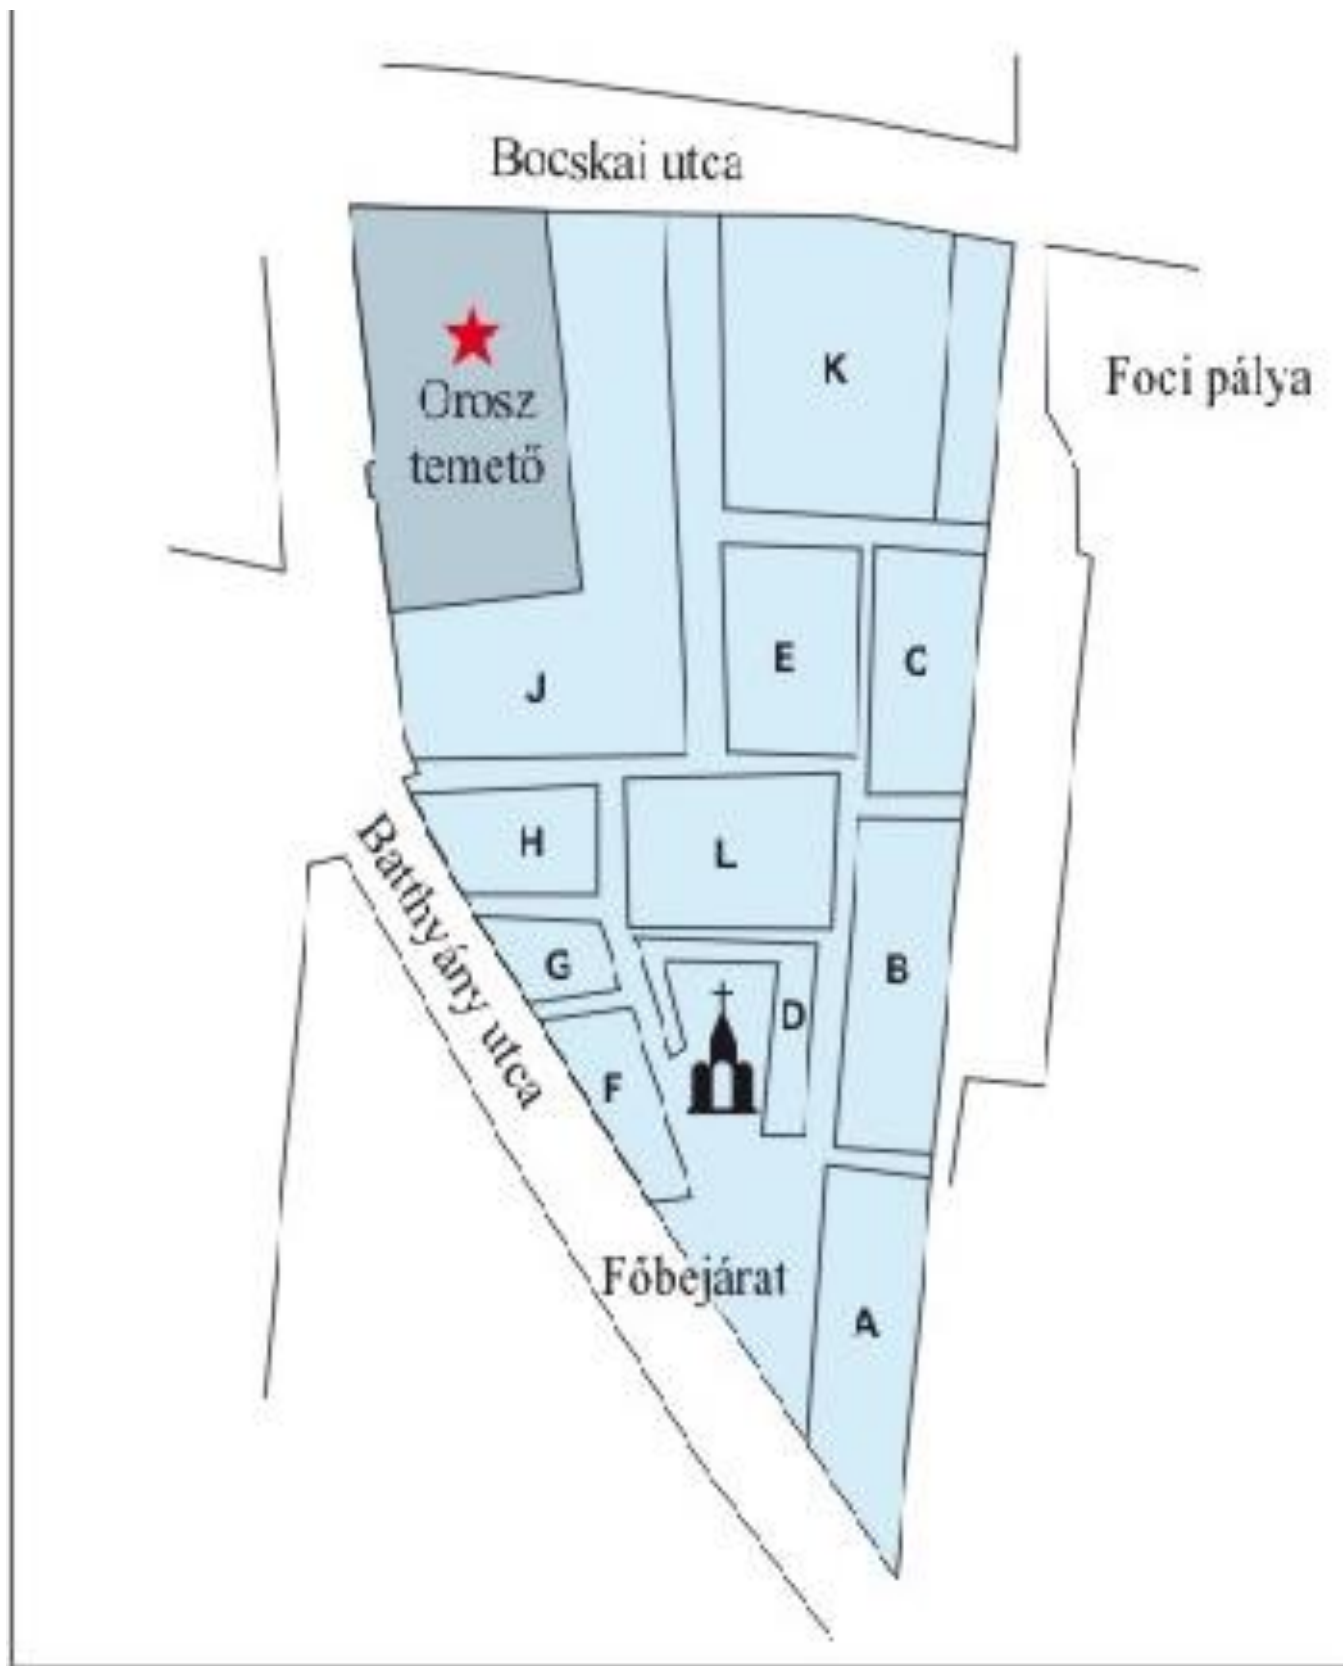 Bocskai utca
K
Foci pálya
Orosz
temető
E
C
J
H
L
Batthyány utca
G
B
D
F
Főbejárat
A